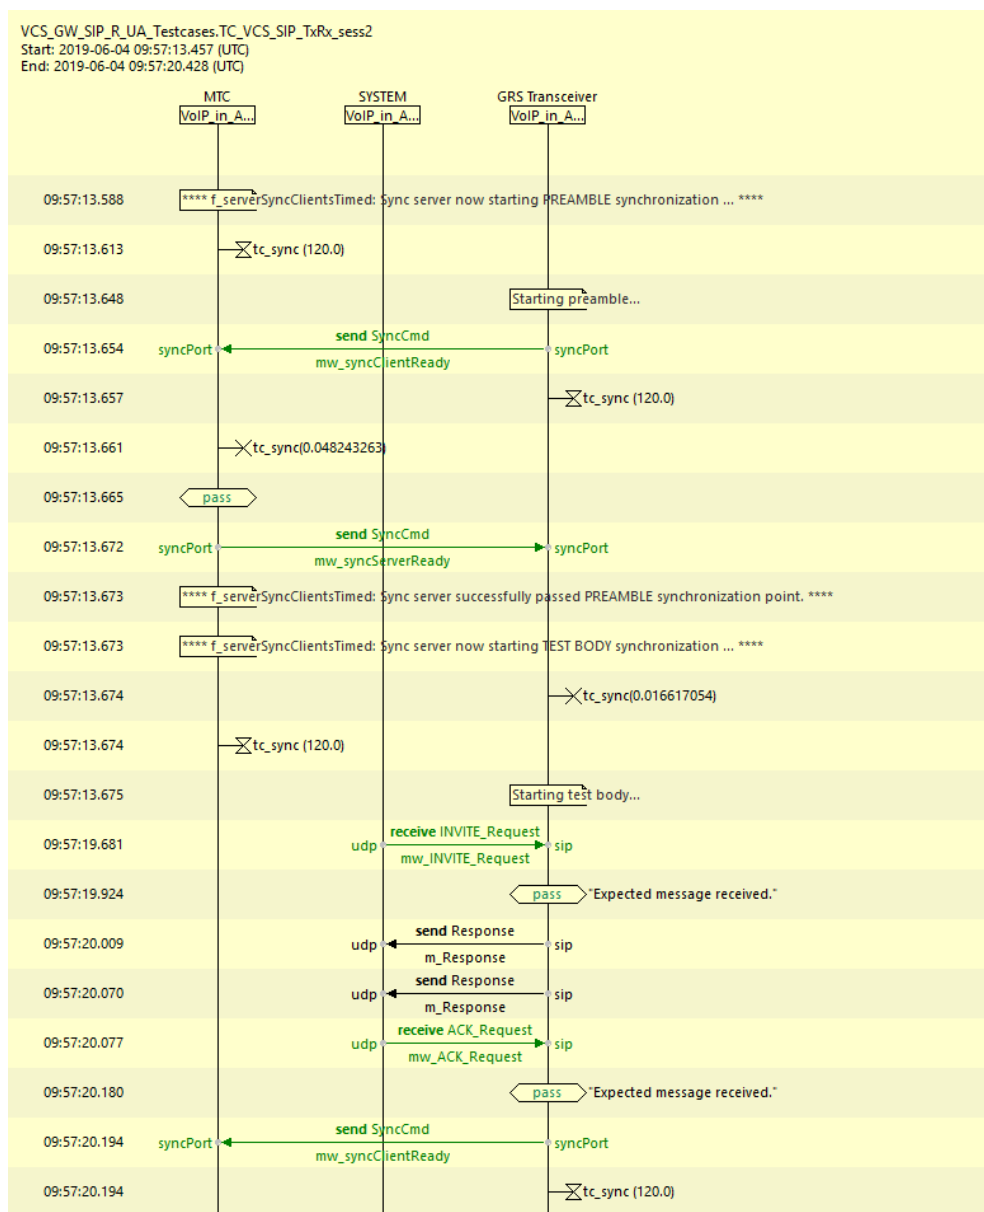 VCS_GW_SIP_R_UA_Testcases.TC_VCS_SIP_TxRx_sess2
Start: 2019-06-04 09:57:13.457 (UTC)
End: 2019-06-04 09:57:20.428 (UTC)
MTC SYSTEM GRS Transceiver
VoIP_in_A... VoIP_in_A... VoIP_in_A...
09:57:13.588 **** f_serverSyncClientsTimed: Sync server now starting PREAMBLE synchronization ... ****
09:57:13.613 tc_sync (120.0)
09:57:13.648 Starting preamble...
send SyncCmd
09:57:13.654 syncPort syncPort
mw_syncClientReady
09:57:13.657 tc_sync (120.0)
09:57:13.661 tc_sync(0.048243263)
09:57:13.665 pass
send SyncCmd
09:57:13.672 syncPort syncPort
mw_syncServerReady
09:57:13.673 **** f_serverSyncClientsTimed: Sync server successfully passed PREAMBLE synchronization point. ****
09:57:13.673 **** f_serverSyncClientsTimed: Sync server now starting TEST BODY synchronization ... ****
09:57:13.674 tc_sync(0.016617054)
09:57:13.674 tc_sync (120.0)
09:57:13.675 Starting test body...
receive INVITE_Request
09:57:19.681 udp sip
mw_INVITE_Request
09:57:19.924 pass "Expected message received."
send Response
09:57:20.009 udp sip
m_Response
send Response
09:57:20.070 udp sip
m_Response
receive ACK_Request
09:57:20.077 udp sip
mw_ACK_Request
09:57:20.180 pass "Expected message received."
send SyncCmd
09:57:20.194 syncPort syncPort
mw_syncClientReady
09:57:20.194 tc_sync (120.0)